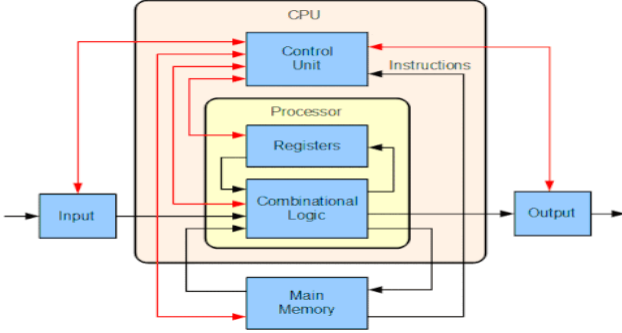 CPU
Control
Unit
Instructions
Processor
Registers
Combinational
Logic
Input
Output
Main
Memory